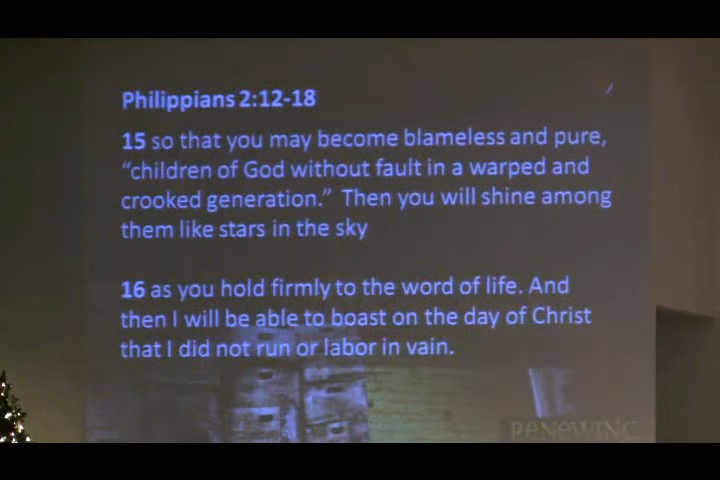 Philippians 2:12-18
15 so that you may become blameless and pure,
“children of God without fault in a warped and
crooked generation.” Then you will shine among
them like stars in the sky
16 as you hold firmly to the word of life. And
then I will be able to boast on the day of Christ
that I did not run or labor in vain.
RENEWING